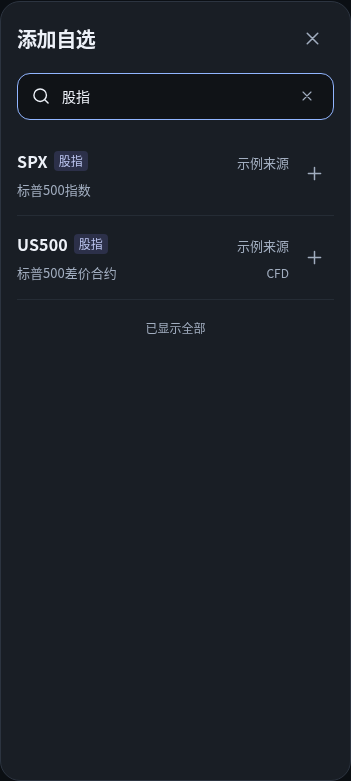 添加自选
股指
SPX 股指 示例来源
标普500指数
US500 股指 示例来源
标普500差价合约 CFD
已显示全部